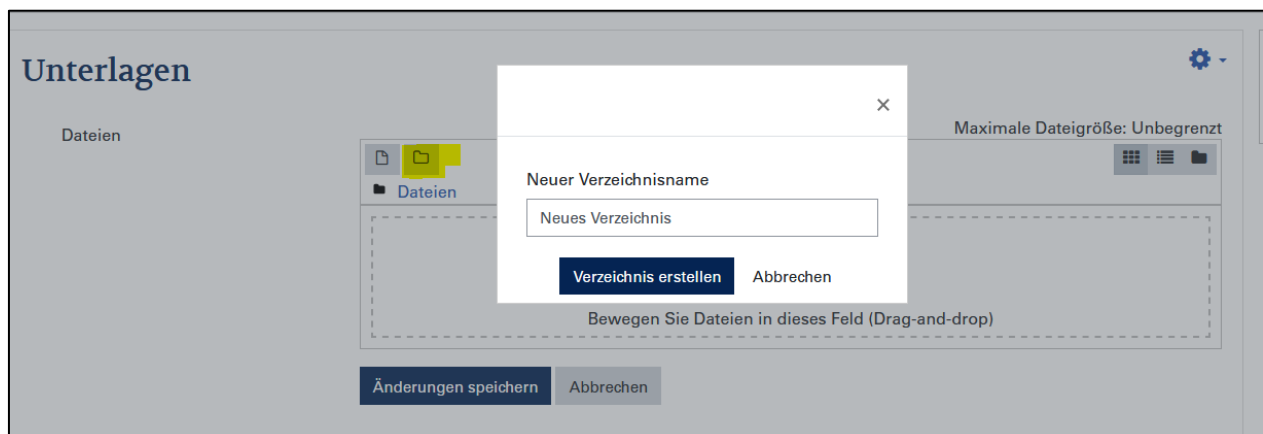 Unterlagen
Dateien
Maximale Dateigröße: Unbegrenzt
Dateien
Neuer Verzeichnisname
Neues Verzeichnis
Verzeichnis erstellen Abbrechen
Bewegen Sie Dateien in dieses Feld (Drag-and-drop)
Änderungen speichern Abbrechen